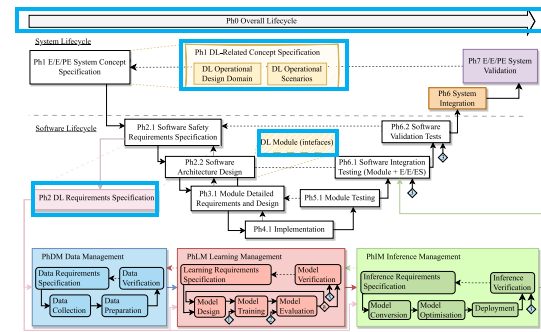 Ph0 Overall Lifecycle
System Lifecycle
Ph1 E/E/PE System Concept
Specification
Ph1 DL-Related Concept Specification
DL Operational
Design Domain
DL Operational
Scenarios
Ph7 E/E/PE System
Validation
Ph6 System
Integration
Software Lifecycle
Ph2.1 Software Safety
Requirements Specification
Ph6.2 Software
Validation Tests
DL Module (intefaces)
Ph2.2 Software
Architecture Design
Ph6.1 Software Integration
Testing (Module + E/E/ES)
Ph2 DL Requirements Specification
Ph3.1 Module Detailed
Requirements and Design
Ph5.1 Module Testing
Ph4.1 Implementation
PhDM Data Management
Data Requirements
Specification
Data
Verification
Data
Collection
Data
Preparation
PhLM Learning Management
Learning Requirements
Specification
Model
Verification
Model
Design
Model
Training
Model
Evaluation
PhIM Inference Management
Inference Requirements
Specification
Inference
Verification
Model
Conversion
Model
Optimisation
Deployment